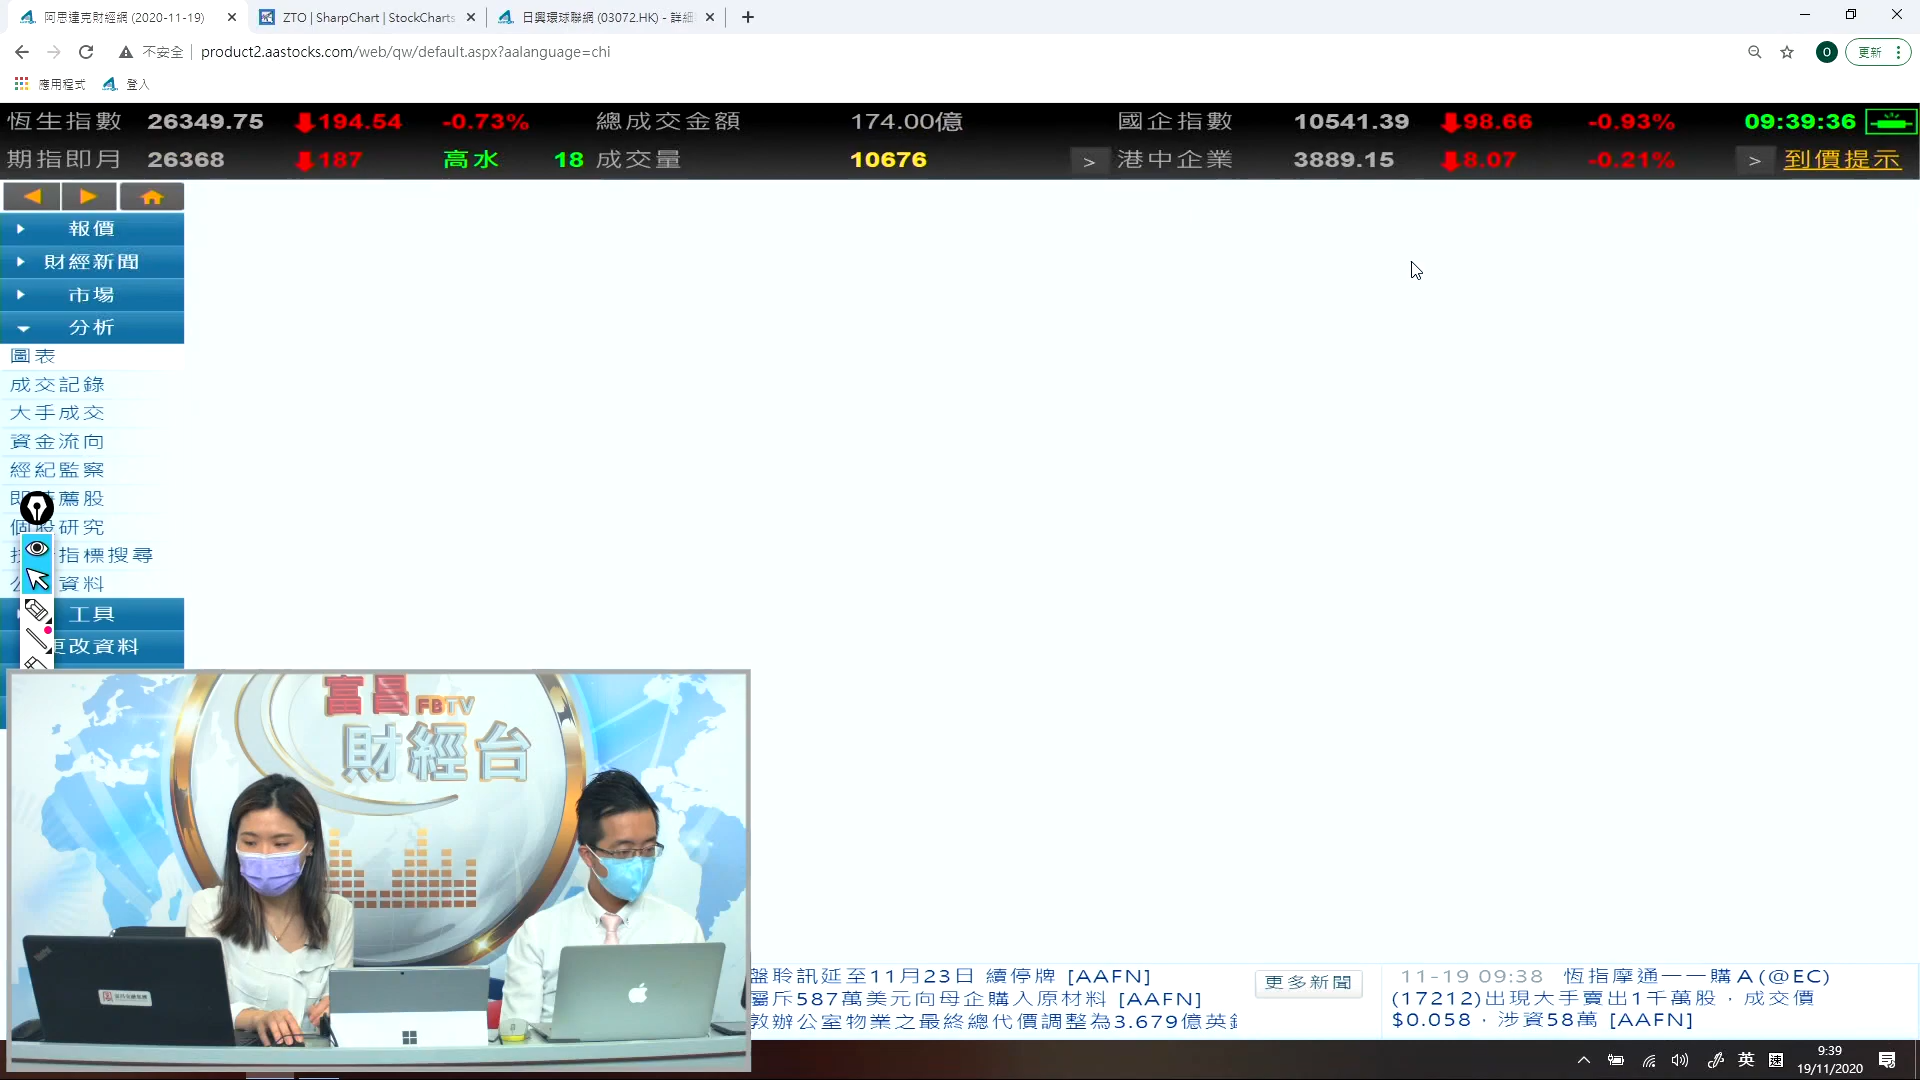 阿思達克財經網 (2020-11-19)
ZTO | SharpChart | StockCharts
日興環球聯網 (03072.HK) - 詳細
不安全
product2.aastocks.com/web/qw/default.aspx?aalanguage=chi
O
更新
應用程式
登入
恆生指數 26349.75 194.54 -0.73% 總成交金額 174.00億 國企指數 10541.39 98.66 -0.93% 09:39:36
期指即月 26368 187 高水 18 成交量 10676 > 港中企業 3889.15 8.07 -0.21% > 到價提示
報價
財經新聞
市場
分析
圖表
成交記錄
大手成交
資金流向
經紀監察
薦股
研究
指標搜尋
資料
工具
更改資料
富昌 FBTV
財經台
ThinkPad
盤聆訊延至11月23日 續停牌 [AAFN]
屬斥587萬美元向母企購入原材料 [AAFN]
敦辦公室物業之最終總代價調整為3.679億英鎊
更多新聞
11-19 09:38 恆指摩通一一購A(@EC)
(17212)出現大手賣出1千萬股，成交價
$0.058，涉資58萬 [AAFN]
英
速
9:39
19/11/2020